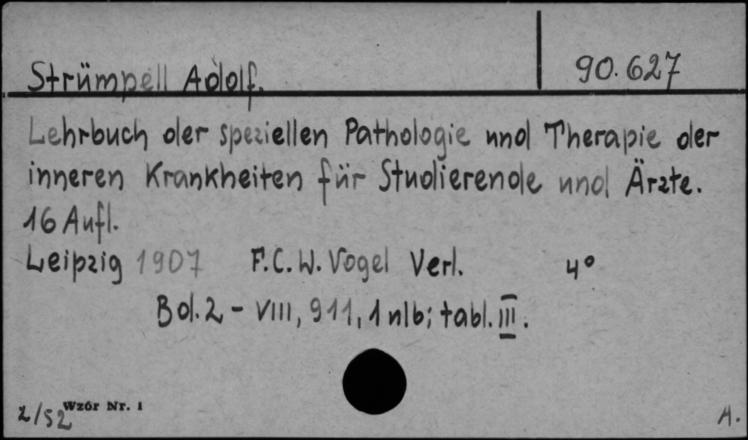 Strümpell Adolf.
90.627
Lehrbuch der speziellen Pathologie und Therapie der
inneren Krankheiten für Studierende und Ärzte.
16 Aufl.
Leipzig 1907 F.C.W. Vogel Verl. 4°
Bd. 2 - VIII, 911, 1 nlb; tabl. III.
Z/52 Wzór Nr. 1
A.